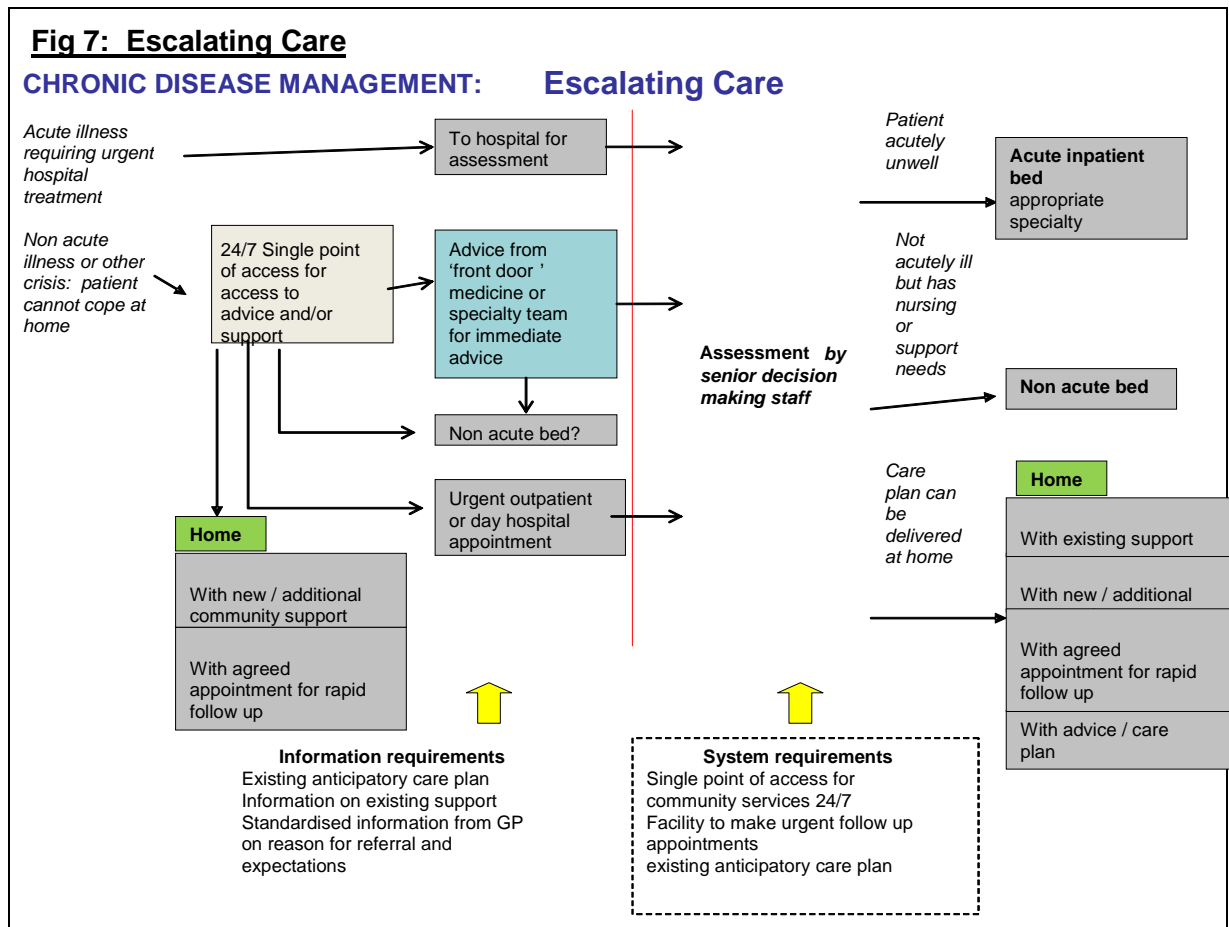 Fig 7: Escalating Care
CHRONIC DISEASE MANAGEMENT: Escalating Care
Acute illness
requiring urgent
hospital
treatment
To hospital for
assessment
Patient
acutely
unwell
Acute inpatient
bed
appropriate
specialty
Non acute
illness or other
crisis: patient
cannot cope at
home
24/7 Single point
of access for
access to
advice and/or
support
Advice from
‘front door ’
medicine or
specialty team
for immediate
advice
Not
acutely ill
but has
nursing
or
support
needs
Assessment by
senior decision
making staff
Non acute bed
Non acute bed?
Urgent outpatient
or day hospital
appointment
Care
plan can
be
delivered
at home
Home
With new / additional
community support
With agreed
appointment for rapid
follow up
Home
With existing support
With new / additional
With agreed
appointment for rapid
follow up
With advice / care
plan
Information requirements
Existing anticipatory care plan
Information on existing support
Standardised information from GP
on reason for referral and
expectations
System requirements
Single point of access for
community services 24/7
Facility to make urgent follow up
appointments
existing anticipatory care plan